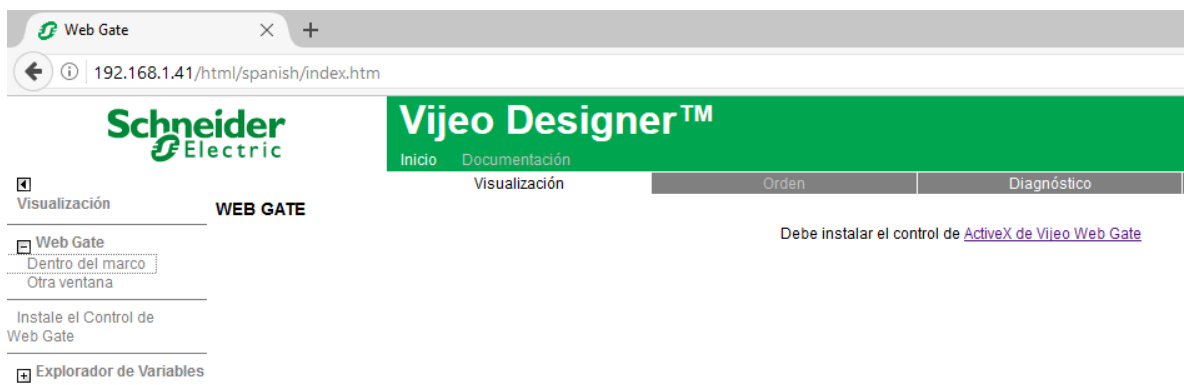 Web Gate
192.168.1.41/html/spanish/index.htm
Schneider
Electric
Vijeo Designer™
Inicio Documentación
Visualización Orden Diagnóstico
Visualización
WEB GATE
Debe instalar el control de ActiveX de Vijeo Web Gate
Web Gate
Dentro del marco
Otra ventana
Instale el Control de
Web Gate
Explorador de Variables